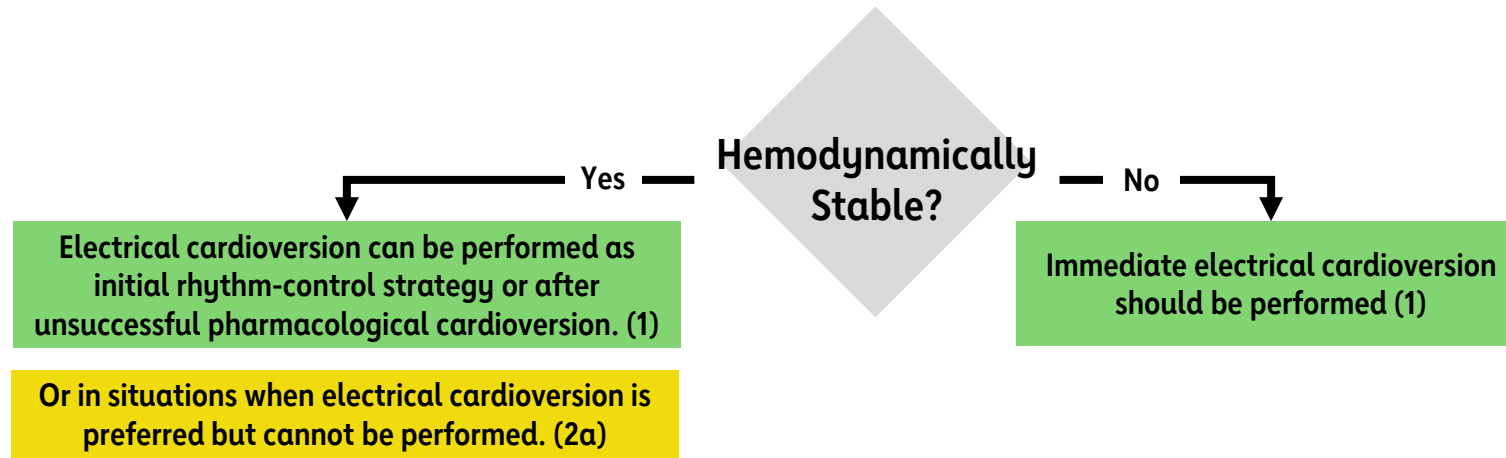 Hemodynamically
Stable?
Yes
No
Electrical cardioversion can be performed as
initial rhythm-control strategy or after
unsuccessful pharmacological cardioversion. (1)
Immediate electrical cardioversion
should be performed (1)
Or in situations when electrical cardioversion is
preferred but cannot be performed. (2a)